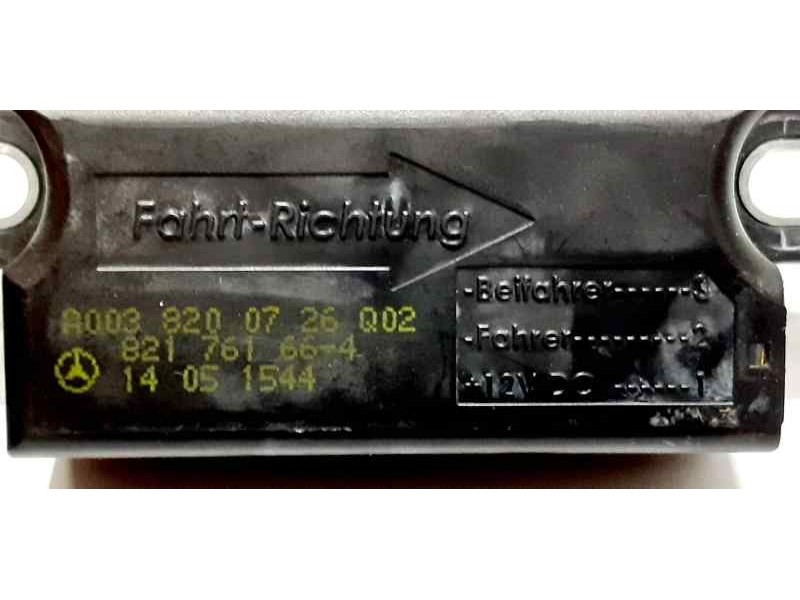 Fahrt-Richtung
-Beifahrer------3
-Fahrer---------2
+12V DC ------1
A003 820 07 26 Q02
821 761 66-4
14 05 1544